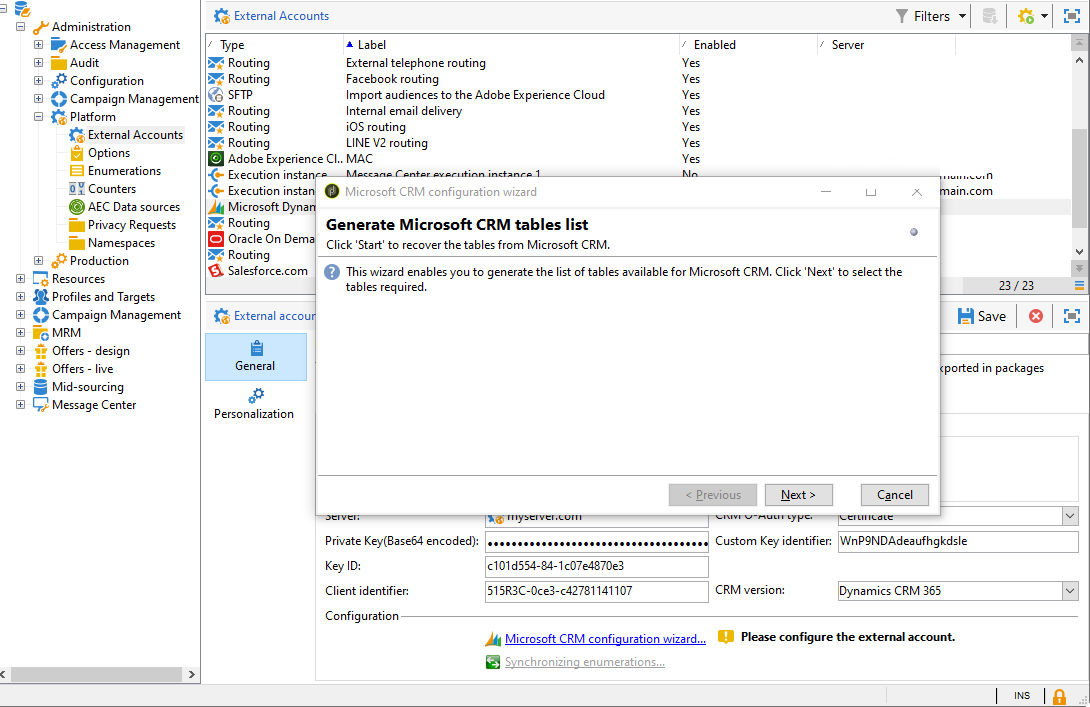 Administration
Access Management
Audit
Configuration
Campaign Management
Platform
External Accounts
Options
Enumerations
Counters
AEC Data sources
Privacy Requests
Namespaces
Production
Resources
Profiles and Targets
Campaign Management
MRM
Offers - design
Offers - live
Mid-sourcing
Message Center
External Accounts
Filters
Type Label Enabled Server
Routing External telephone routing Yes
Routing Facebook routing Yes
SFTP Import audiences to the Adobe Experience Cloud Yes
Routing Internal email delivery Yes
Routing iOS routing Yes
Routing LINE V2 routing Yes
Adobe Experience Cl.. MAC Yes
Execution instance Message Center execution instance 1 No main.com
Execution instan main.com
Microsoft Dynam
Routing
Oracle On Dema
Routing
Salesforce.com
23 / 23
Microsoft CRM configuration wizard
Generate Microsoft CRM tables list
Click 'Start' to recover the tables from Microsoft CRM.
This wizard enables you to generate the list of tables available for Microsoft CRM. Click 'Next' to select the
tables required.
< Previous
Next >
Cancel
External accour
Save
General
Personalization
xported in packages
Server: myserver.com CRM O-Auth type: Certificate
Private Key(Base64 encoded): Custom Key identifier: WnP9NDAdeaufhgkdsle
Key ID: c101d554-84-1c07e4870e3
Client identifier: 515R3C-0ce3-c42781141107 CRM version: Dynamics CRM 365
Configuration
Microsoft CRM configuration wizard... Please configure the external account.
Synchronizing enumerations...
INS